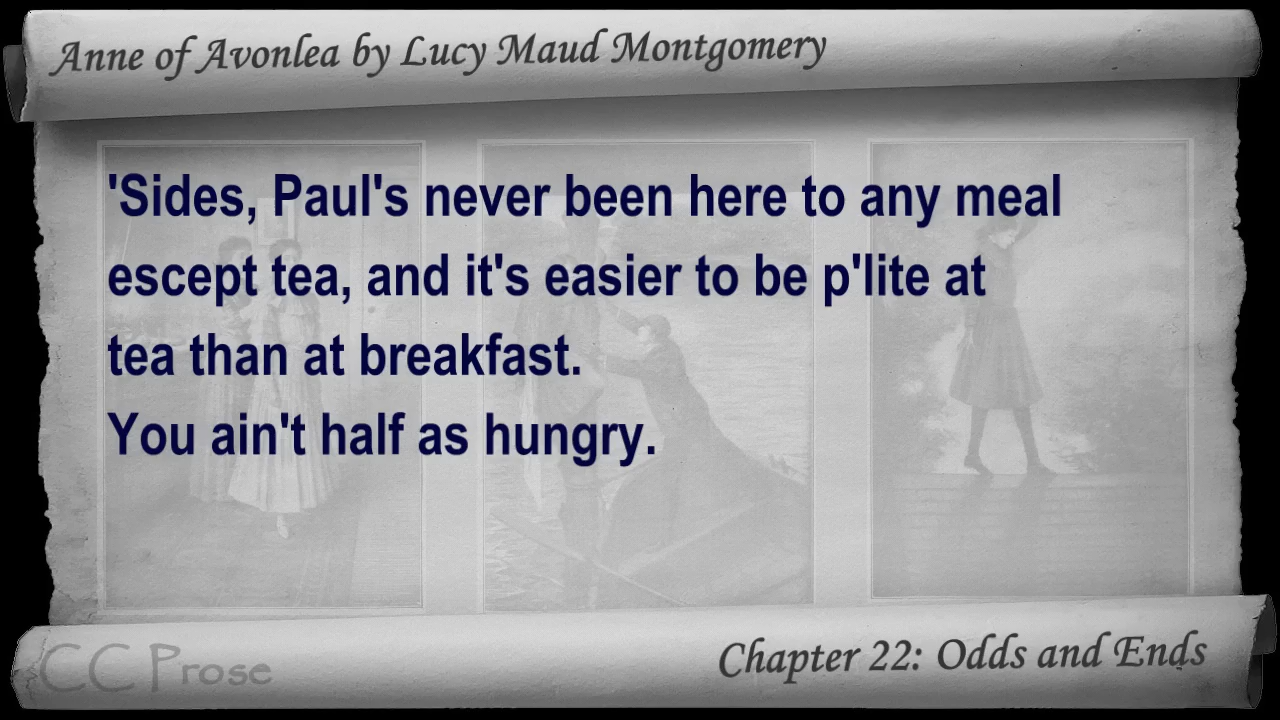 Anne of Avonlea by Lucy Maud Montgomery
'Sides, Paul's never been here to any meal
escept tea, and it's easier to be p'lite at
tea than at breakfast.
You ain't half as hungry.
CC Prose
Chapter 22: Odds and Ends